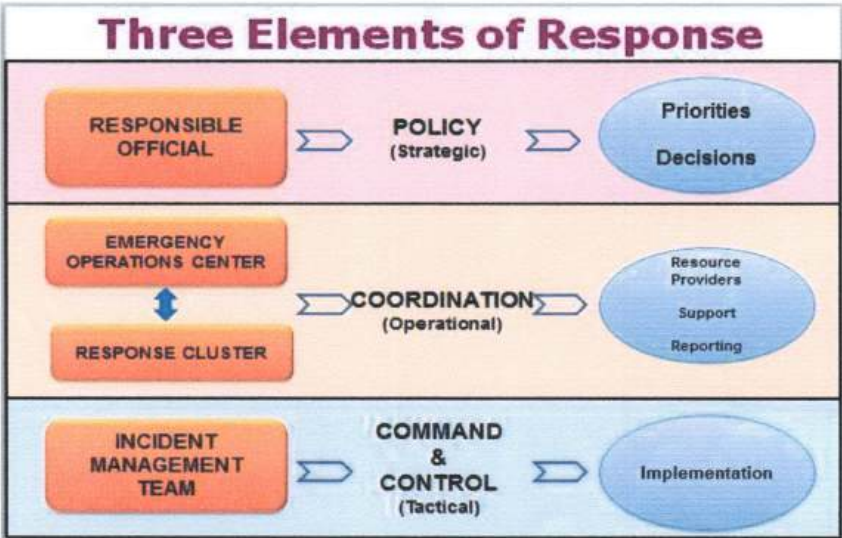 Three Elements of Response
RESPONSIBLE
OFFICIAL
POLICY
(Strategic)
Priorities
Decisions
EMERGENCY
OPERATIONS CENTER
RESPONSE CLUSTER
COORDINATION
(Operational)
Resource
Providers
Support
Reporting
INCIDENT
MANAGEMENT
TEAM
COMMAND
&
CONTROL
(Tactical)
Implementation